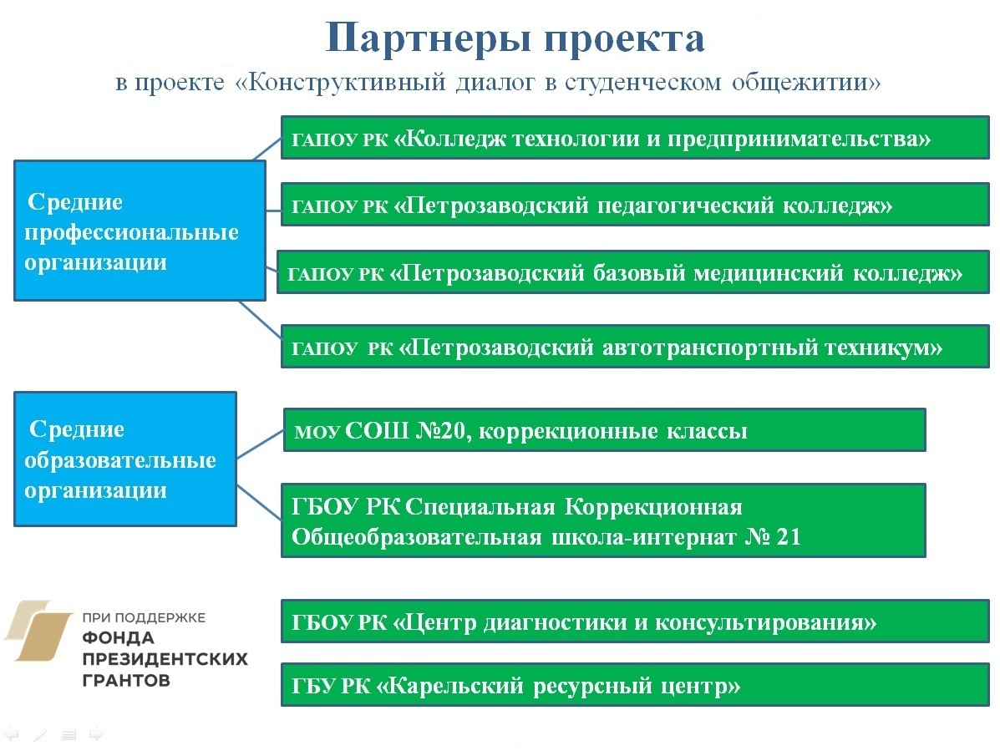 Партнеры проекта
в проекте «Конструктивный диалог в студенческом общежитии»
Средние
профессиональные
организации
ГАПОУ РК «Колледж технологии и предпринимательства»
ГАПОУ РК «Петрозаводский педагогический колледж»
ГАПОУ РК «Петрозаводский базовый медицинский колледж»
ГАПОУ РК «Петрозаводский автотранспортный техникум»
Средние
образовательные
организации
МОУ СОШ №20, коррекционные классы
ГБОУ РК Специальная Коррекционная
Общеобразовательная школа-интернат № 21
ПРИ ПОДДЕРЖКЕ
ФОНДА
ПРЕЗИДЕНТСКИХ
ГРАНТОВ
ГБОУ РК «Центр диагностики и консультирования»
ГБУ РК «Карельский ресурсный центр»